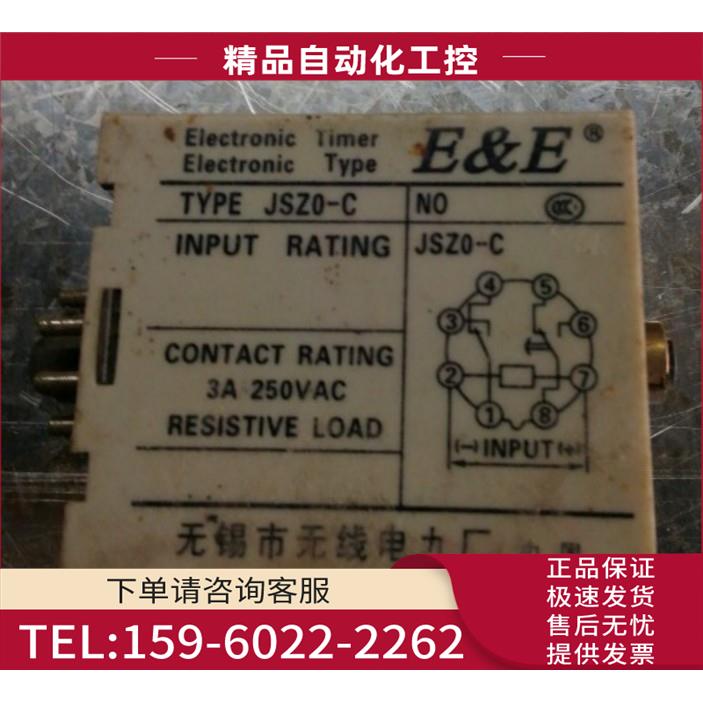 精品自动化工控
Electronic Timer
Electronic Type
E&E®
TYPE JSZ0-C
NO
INPUT RATING
JSZ0-C
4 5
3 6
2 7
1 8
CONTACT RATING
3A 250VAC
RESISTIVE LOAD
(-) INPUT (+)
无锡市无线电力厂
下单请咨询客服
TEL:159-6022-2262
正品保证
极速发货
售后无忧
提供发票